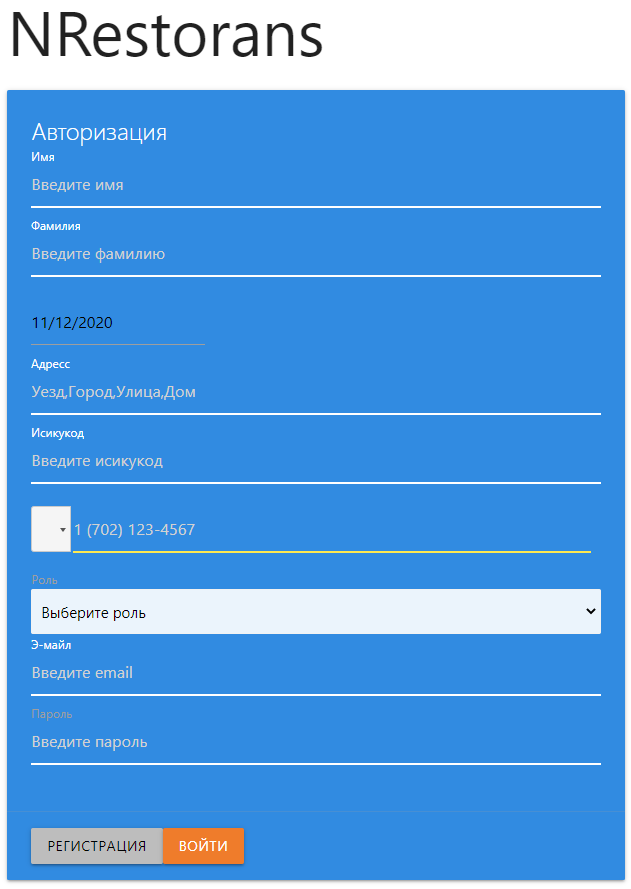 NRestorans
Авторизация
Имя
Введите имя
Фамилия
Введите фамилию
11/12/2020
Адресс
Уезд,Город,Улица,Дом
Исикукод
Введите исикукод
1 (702) 123-4567
Роль
Выберите роль
Э-майл
Введите email
Пароль
Введите пароль
РЕГИСТРАЦИЯ ВОЙТИ